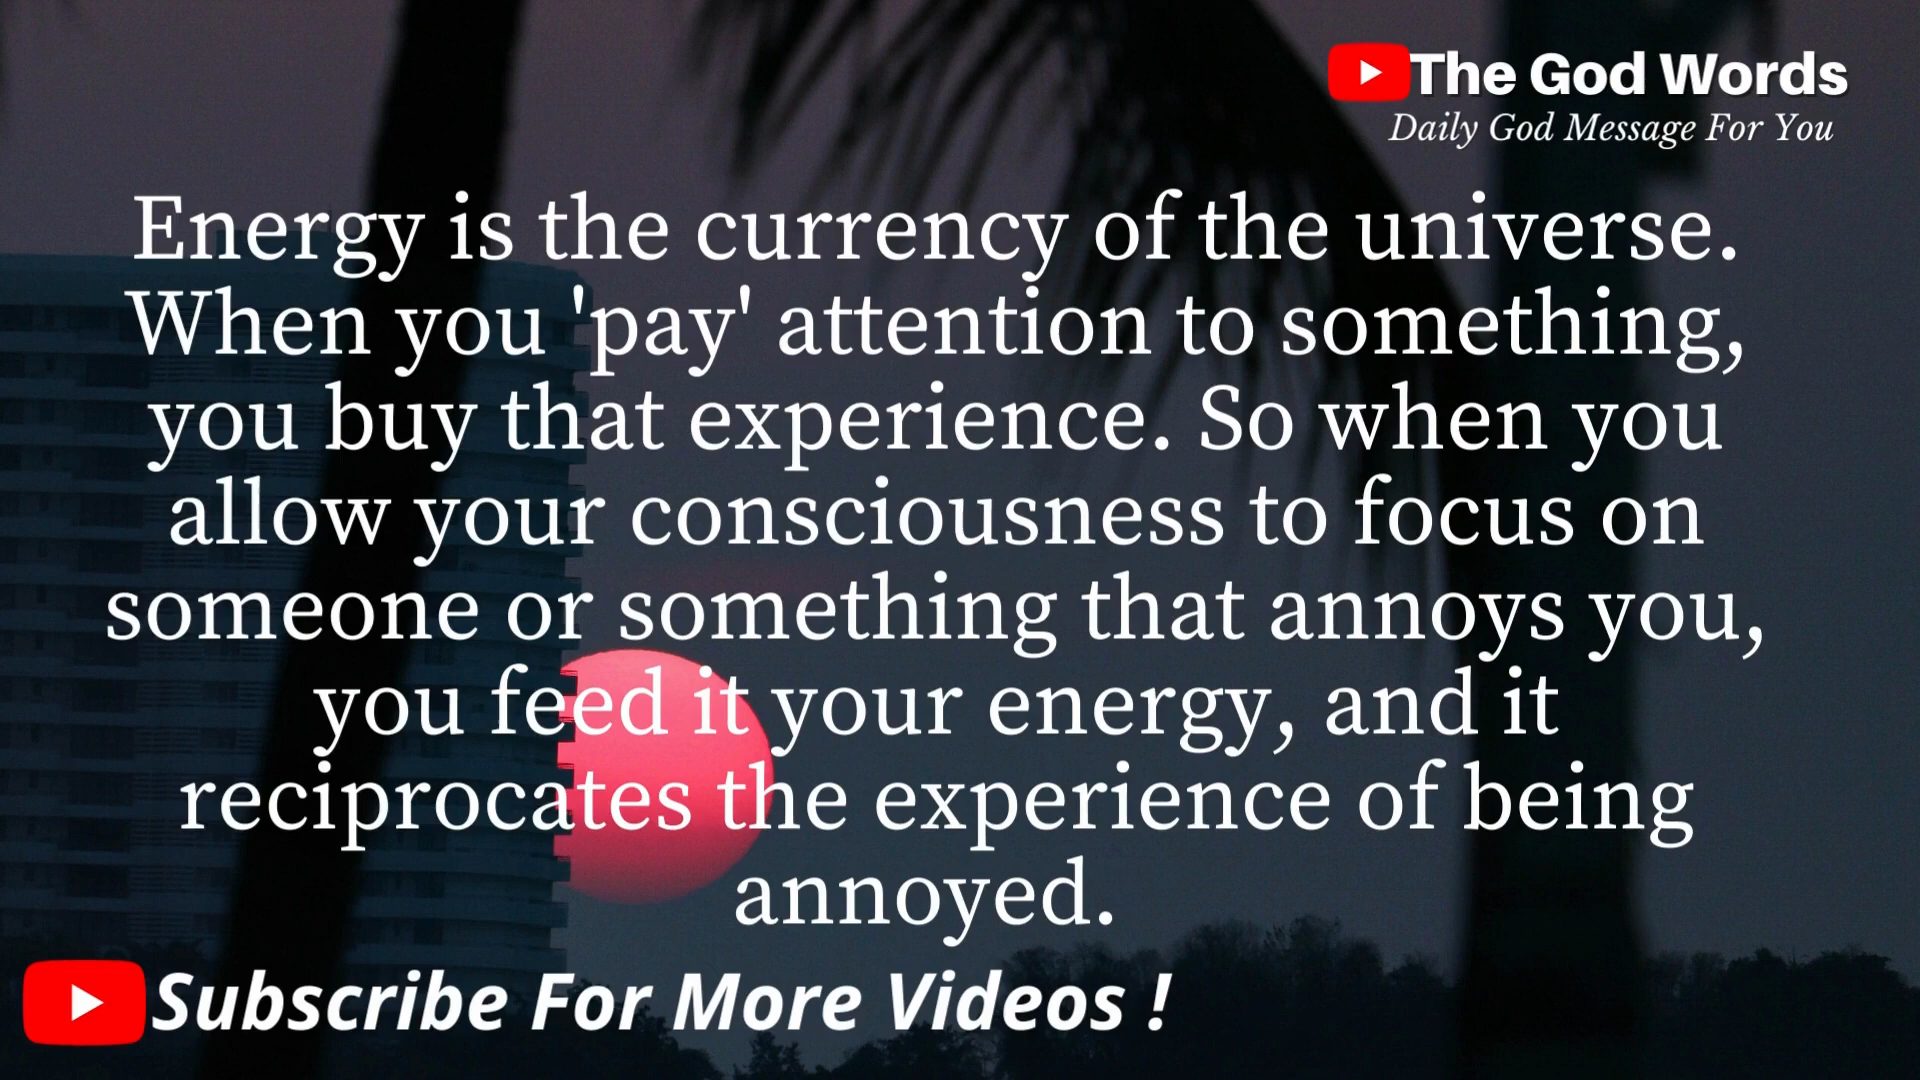 The God Words
Daily God Message For You
Energy is the currency of the universe.
When you 'pay' attention to something,
you buy that experience. So when you
allow your consciousness to focus on
someone or something that annoys you,
you feed it your energy, and it
reciprocates the experience of being
annoyed.
Subscribe For More Videos !